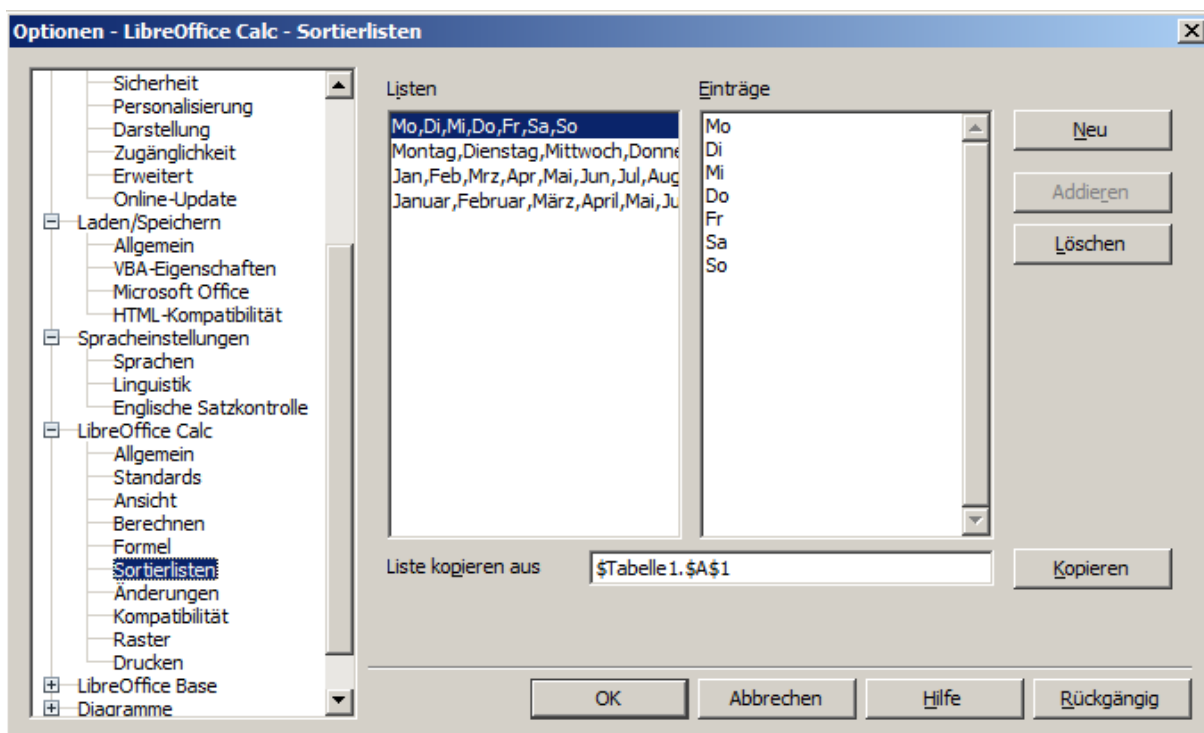 Optionen - LibreOffice Calc - Sortierlisten
Sicherheit
Personalisierung
Darstellung
Zugänglichkeit
Erweitert
Online-Update
Laden/Speichern
Allgemein
VBA-Eigenschaften
Microsoft Office
HTML-Kompatibilität
Spracheinstellungen
Sprachen
Linguistik
Englische Satzkontrolle
LibreOffice Calc
Allgemein
Standards
Ansicht
Berechnen
Formel
Sortierlisten
Änderungen
Kompatibilität
Raster
Drucken
LibreOffice Base
Diagramme
Listen
Mo,Di,Mi,Do,Fr,Sa,So
Montag,Dienstag,Mittwoch,Donne
Jan,Feb,Mrz,Apr,Mai,Jun,Jul,Aug
Januar,Februar,März,April,Mai,Ju
Einträge
Mo
Di
Mi
Do
Fr
Sa
So
Neu
Addieren
Löschen
Liste kopieren aus
$Tabelle1.$A$1
Kopieren
OK
Abbrechen
Hilfe
Rückgängig